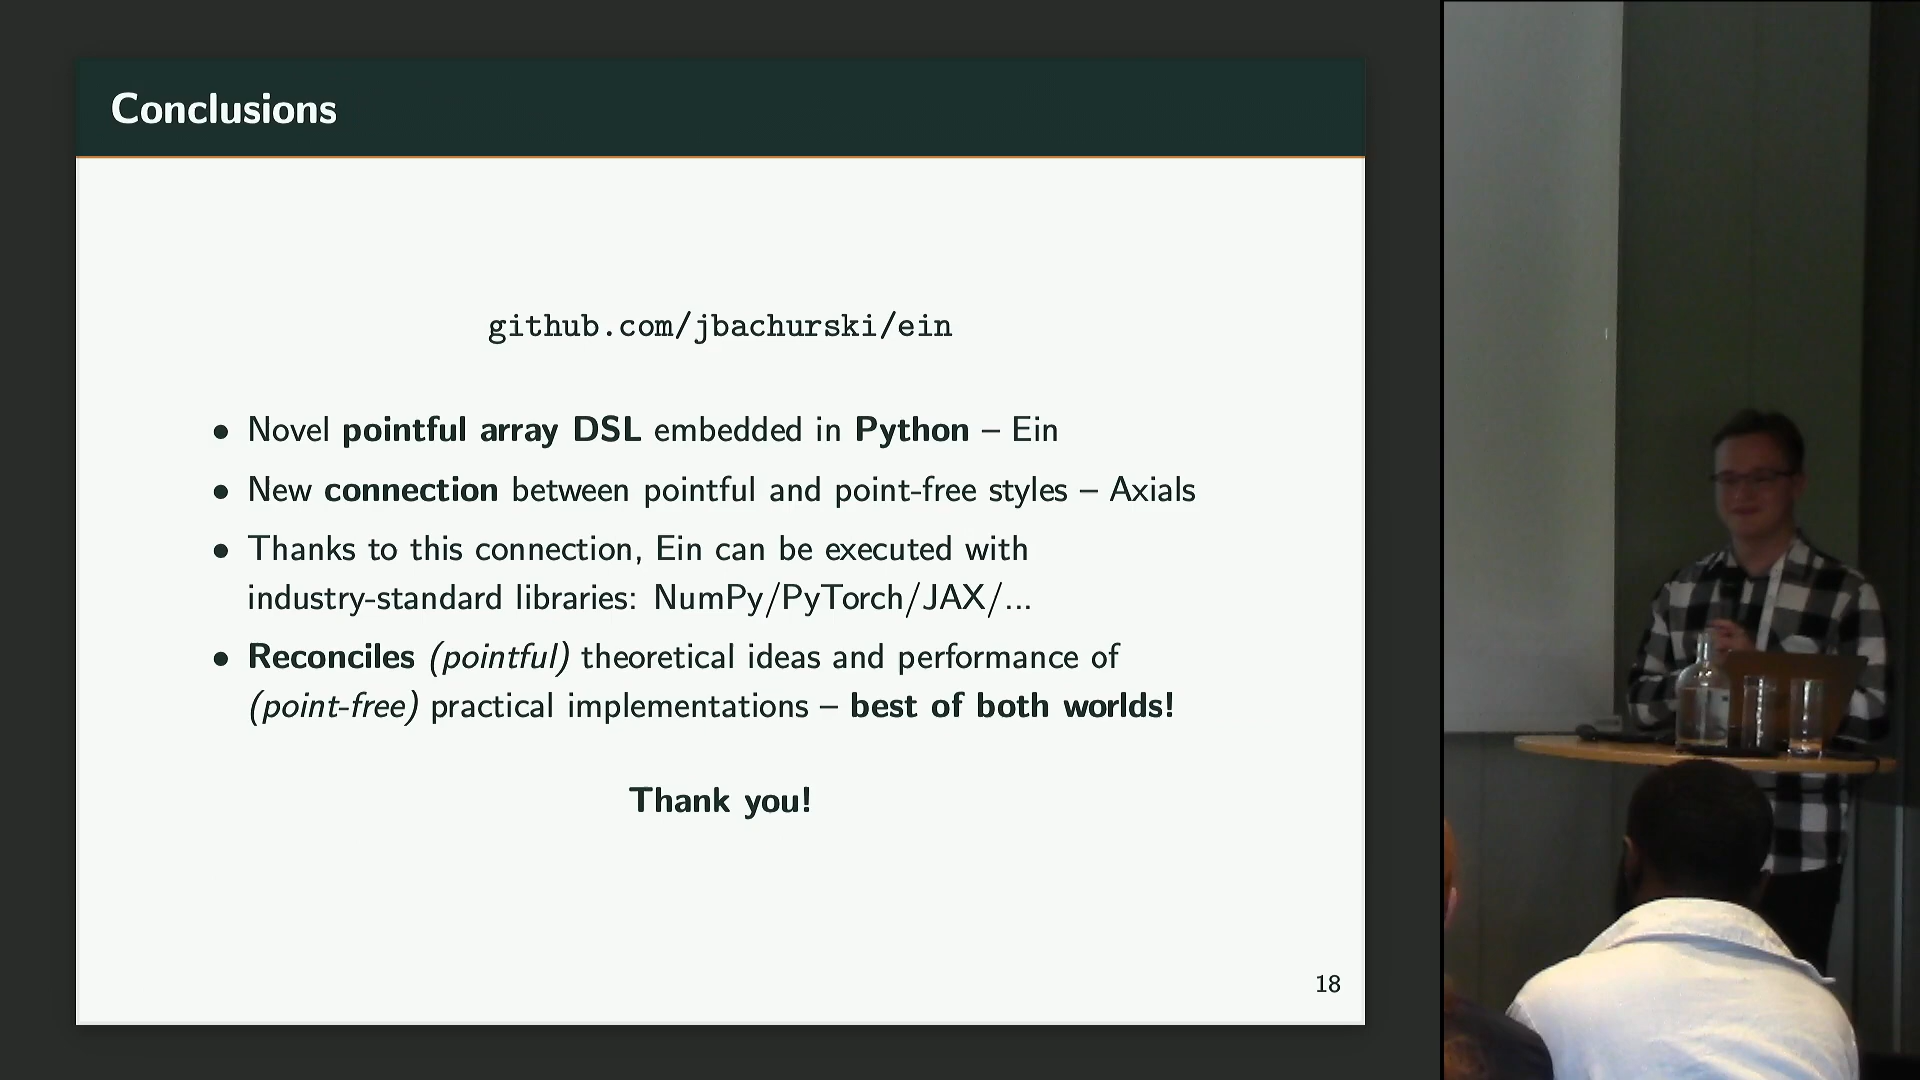 Conclusions
github.com/jbachurski/ein
• Novel pointful array DSL embedded in Python – Ein
• New connection between pointful and point-free styles – Axials
• Thanks to this connection, Ein can be executed with
industry-standard libraries: NumPy/PyTorch/JAX/...
• Reconciles (pointful) theoretical ideas and performance of
(point-free) practical implementations – best of both worlds!
Thank you!
18